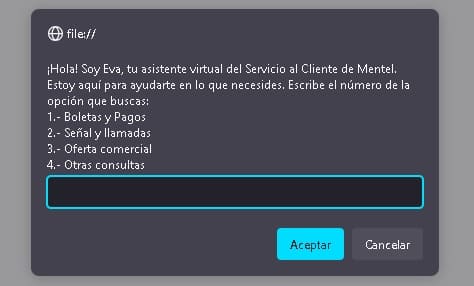 file://
¡Hola! Soy Eva, tu asistente virtual del Servicio al Cliente de Mentel.
Estoy aquí para ayudarte en lo que necesides. Escribe el número de la
opción que buscas:
1.- Boletas y Pagos
2.- Señal y llamadas
3.- Oferta comercial
4.- Otras consultas
Aceptar
Cancelar